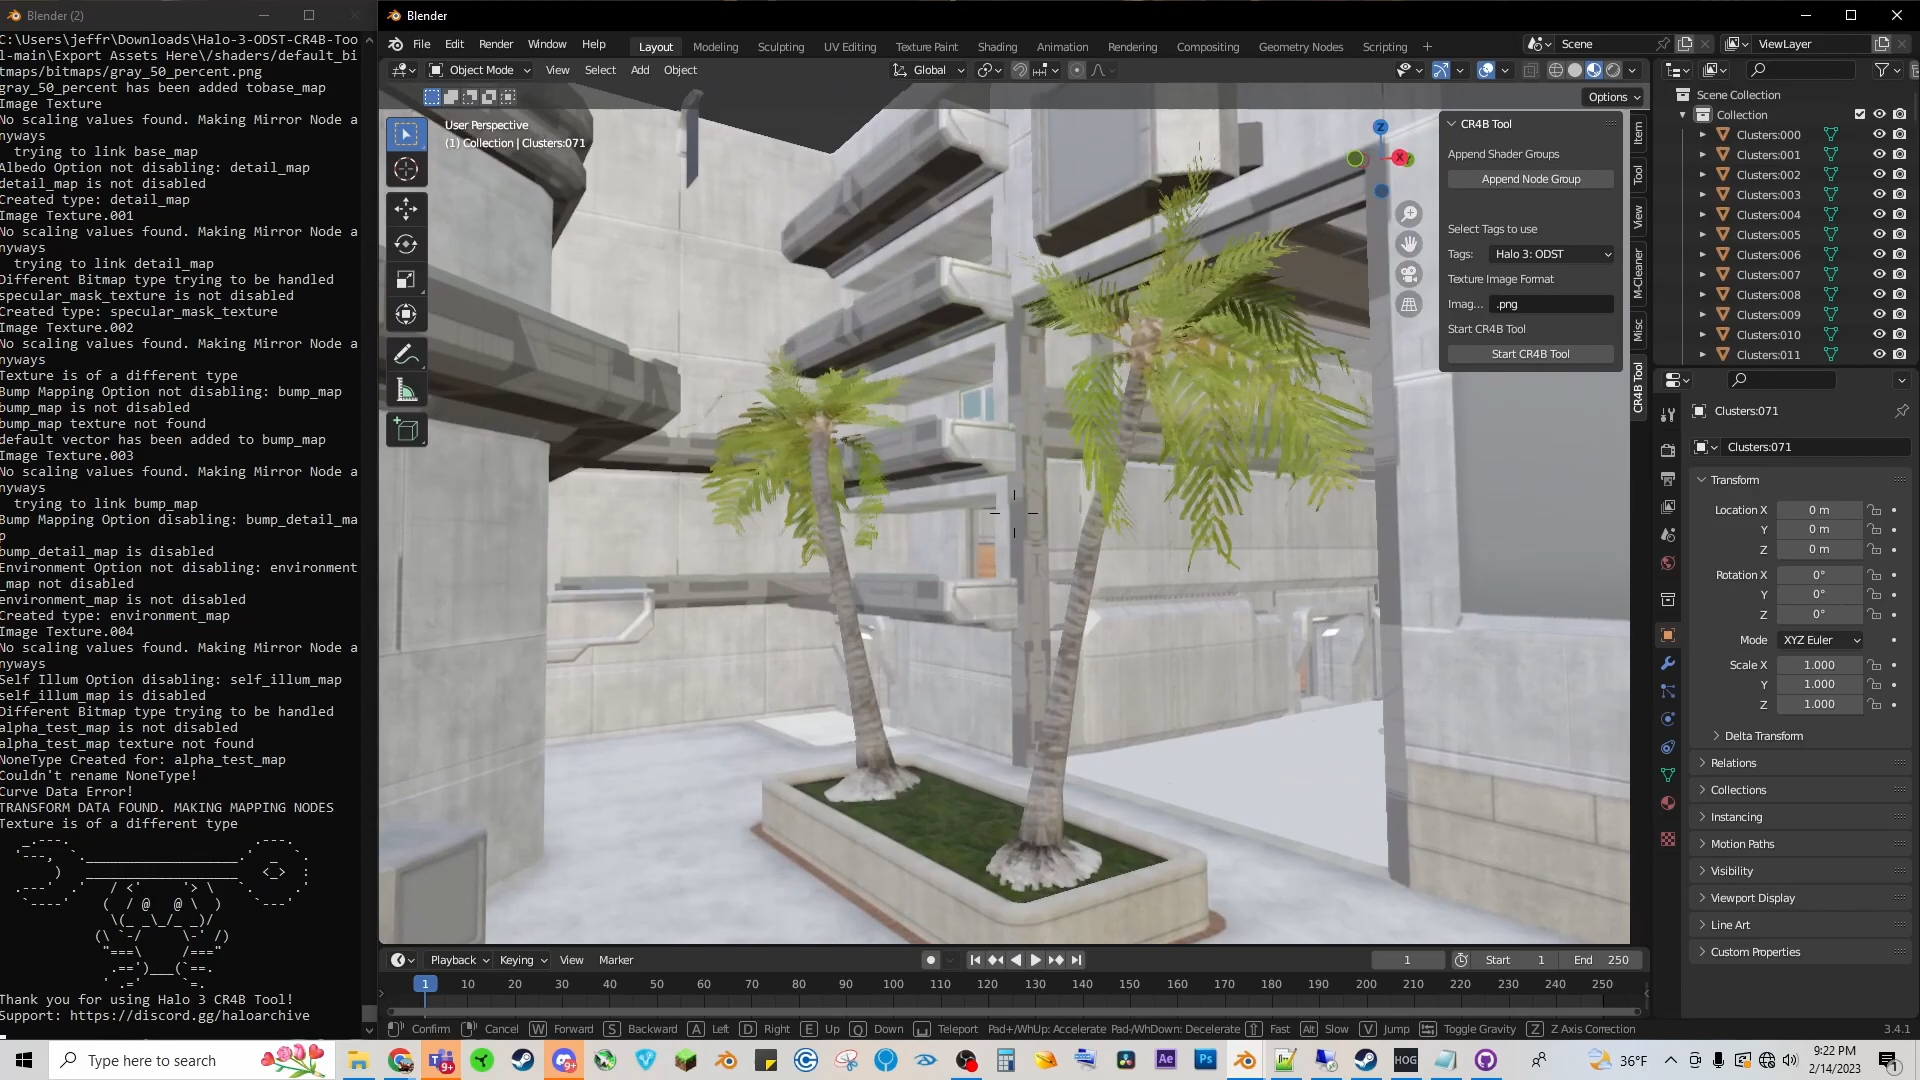 Blender (2)
C:\Users\jeffr\Downloads\Halo-3-ODST-CR4B-Too
l-main\Export Assets Here\/shaders/default_bi
tmaps/bitmaps/gray_50_percent.png
gray_50_percent has been added tobase_map
Image Texture
No scaling values found. Making Mirror Node a
nyways
trying to link base_map
Albedo Option not disabling: detail_map
detail_map is not disabled
Created type: detail_map
Image Texture.001
No scaling values found. Making Mirror Node a
nyways
trying to link detail_map
Different Bitmap type trying to be handled
specular_mask_texture is not disabled
Created type: specular_mask_texture
Image Texture.002
No scaling values found. Making Mirror Node a
nyways
Texture is of a different type
Bump Mapping Option not disabling: bump_map
bump_map is not disabled
bump_map texture not found
default vector has been added to bump_map
Image Texture.003
No scaling values found. Making Mirror Node a
nyways
trying to link bump_map
Bump Mapping Option disabling: bump_detail_ma
p
bump_detail_map is disabled
Environment Option not disabling: environment
_map not disabled
environment_map is not disabled
Created type: environment_map
Image Texture.004
No scaling values found. Making Mirror Node a
nyways
Self Illum Option disabling: self_illum_map
self_illum_map is disabled
Different Bitmap type trying to be handled
alpha_test_map is not disabled
alpha_test_map texture not found
NoneType Created for: alpha_test_map
Couldn't rename NoneType!
Curve Data Error!
TRANSFORM DATA FOUND. MAKING MAPPING NODES
Texture is of a different type
Thank you for using Halo 3 CR4B Tool!
Support: https://discord.gg/haloarchive
Blender
File Edit Render Window Help
Layout Modeling Sculpting UV Editing Texture Paint Shading Animation Rendering Compositing Geometry Nodes Scripting +
Scene
ViewLayer
Object Mode View Select Add Object
Global
Options
User Perspective
(1) Collection | Clusters:071
Z
X
CR4B Tool
Append Shader Groups
Append Node Group
Select Tags to use
Tags: Halo 3: ODST
Texture Image Format
Imag... .png
Start CR4B Tool
Start CR4B Tool
Item
Tool
View
M-Cleaner
Misc
CR4B Tool
Scene Collection
Collection
Clusters:000
Clusters:001
Clusters:002
Clusters:003
Clusters:004
Clusters:005
Clusters:006
Clusters:007
Clusters:008
Clusters:009
Clusters:010
Clusters:011
Clusters:071
Clusters:071
Transform
Location X 0 m
Y 0 m
Z 0 m
Rotation X 0°
Y 0°
Z 0°
Mode XYZ Euler
Scale X 1.000
Y 1.000
Z 1.000
Delta Transform
Relations
Collections
Instancing
Motion Paths
Visibility
Viewport Display
Line Art
Custom Properties
Playback Keying View Marker
1
Start 1
End 250
1 10 20 30 40 50 60 70 80 90 100 110 120 130 140 150 160 170 180 190 200 210 220 230 240 250
Confirm Cancel W Forward S Backward A Left D Right E Up Q Down Teleport Pad+/WhUp: Accelerate Pad-/WhDown: Decelerate Fast Alt Slow V Jump Toggle Gravity Z Z Axis Correction
3.4.1
Type here to search
9+
9+
Ae
Ps
HOG
36°F
9:22 PM
2/14/2023
1